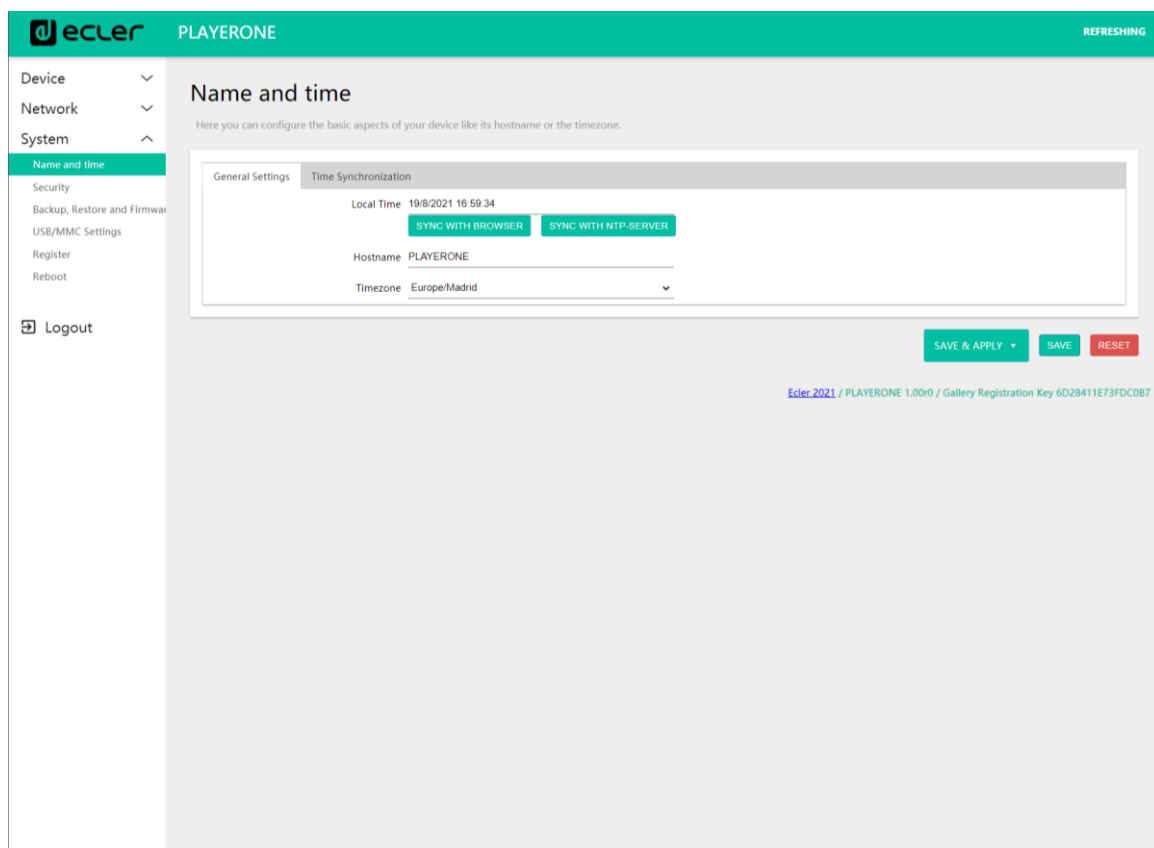 ecler PLAYERONE REFRESHING
Device
Network
System
Name and time
Security
Backup, Restore and Firmwar
USB/MMC Settings
Register
Reboot
Logout
Name and time
Here you can configure the basic aspects of your device like its hostname or the timezone.
General Settings Time Synchronization
Local Time 19/8/2021 16:59:34
SYNC WITH BROWSER SYNC WITH NTP-SERVER
Hostname PLAYERONE
Timezone Europe/Madrid
SAVE & APPLY SAVE RESET
Ecler 2021 / PLAYERONE 1.00r0 / Gallery Registration Key 6D28411E73FDC0B7